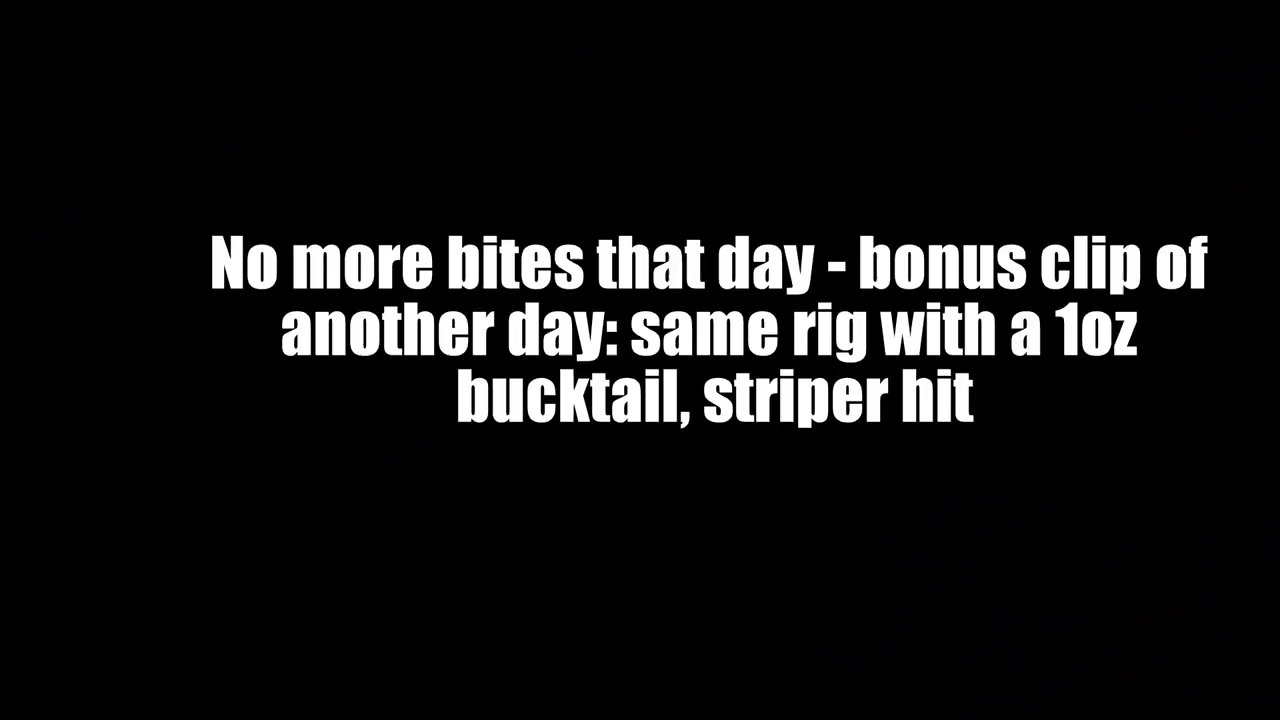 No more bites that day - bonus clip of
another day: same rig with a 1oz
bucktail, striper hit